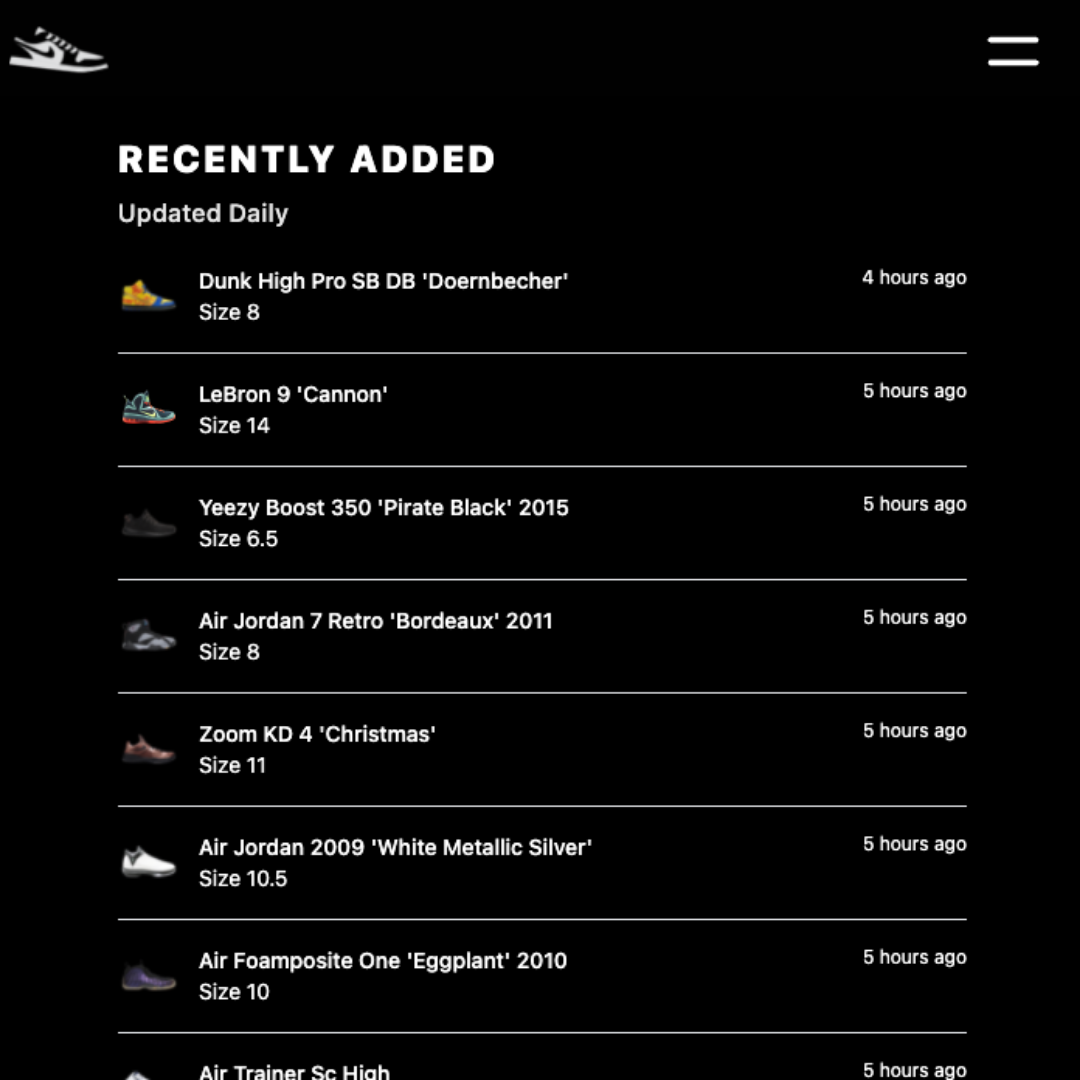 RECENTLY ADDED
Updated Daily
Dunk High Pro SB DB 'Doernbecher'
4 hours ago
Size 8
LeBron 9 'Cannon'
5 hours ago
Size 14
Yeezy Boost 350 'Pirate Black' 2015
5 hours ago
Size 6.5
Air Jordan 7 Retro 'Bordeaux' 2011
5 hours ago
Size 8
Zoom KD 4 'Christmas'
5 hours ago
Size 11
Air Jordan 2009 'White Metallic Silver'
5 hours ago
Size 10.5
Air Foamposite One 'Eggplant' 2010
5 hours ago
Size 10
Air Trainer Sc High
5 hours ago